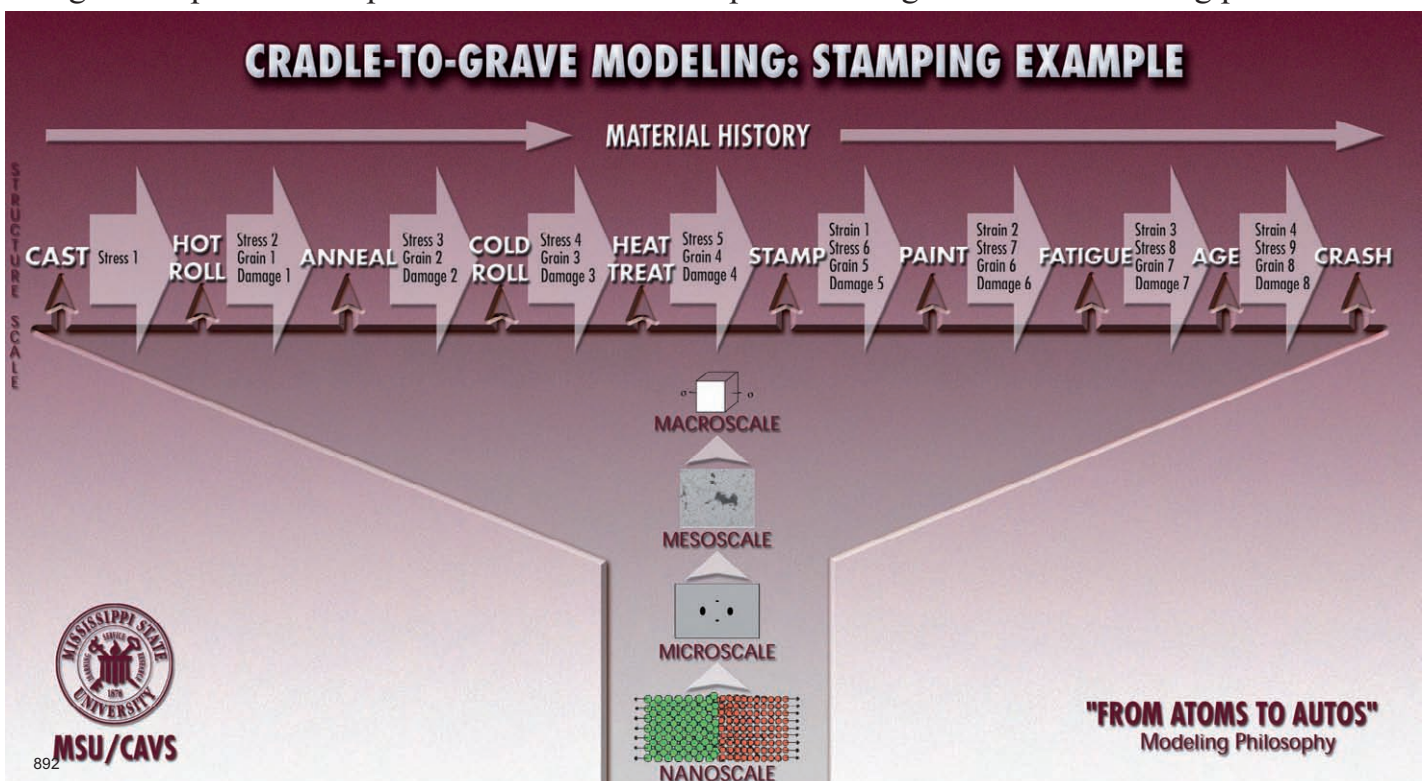 CRADLE-TO-GRAVE MODELING: STAMPING EXAMPLE
MATERIAL HISTORY
STRUCTURE SCALE
CAST
Stress 1
HOT
ROLL
Stress 2
Grain 1
Damage 1
ANNEAL
Stress 3
Grain 2
Damage 2
COLD
ROLL
Stress 4
Grain 3
Damage 3
HEAT
TREAT
Stress 5
Grain 4
Damage 4
STAMP
Strain 1
Stress 6
Grain 5
Damage 5
PAINT
Strain 2
Stress 7
Grain 6
Damage 6
FATIGUE
Strain 3
Stress 8
Grain 7
Damage 7
AGE
Strain 4
Stress 9
Grain 8
Damage 8
CRASH
σ σ
MACROSCALE
MESOSCALE
MICROSCALE
NANOSCALE
MISSISSIPPI STATE
UNIVERSITY
1878
MSU/CAVS
892
"FROM ATOMS TO AUTOS"
Modeling Philosophy